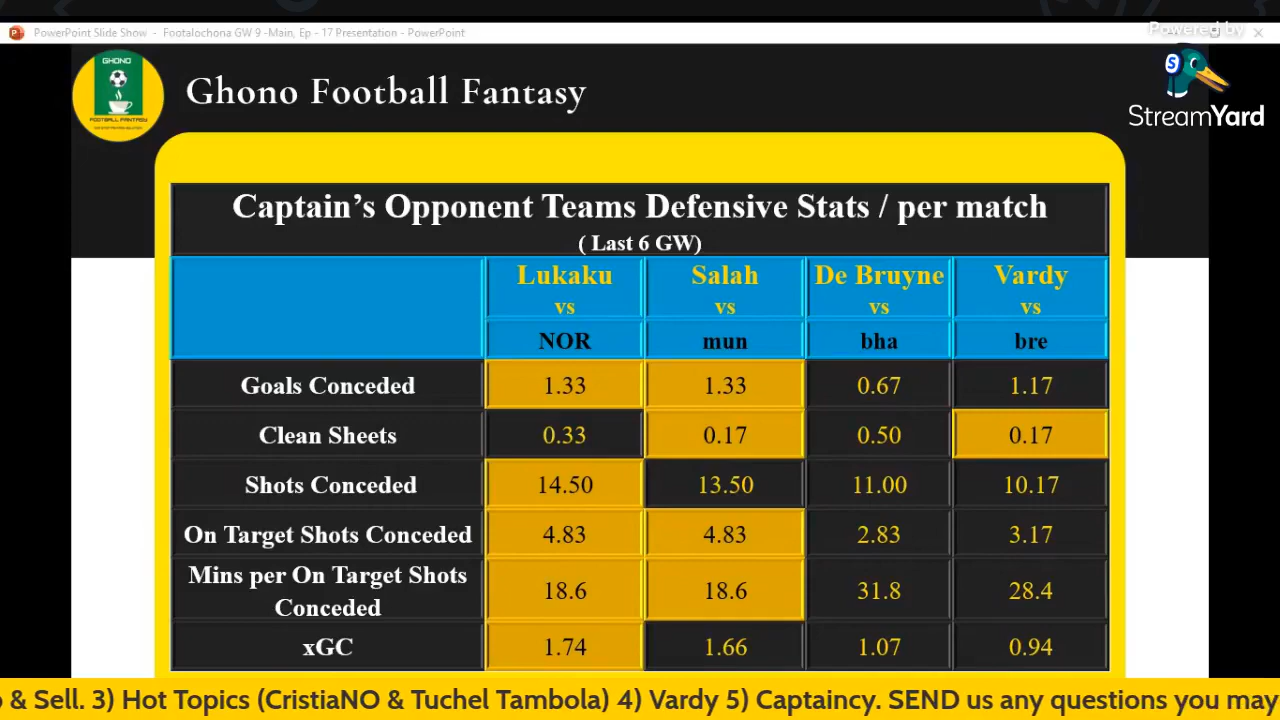 PowerPoint Slide Show - Footalochona GW 9 -Main, Ep - 17 Presentation - PowerPoint
Powered by
StreamYard
GHONO
FOOTBALL FANTASY
Ghono Football Fantasy
Captain's Opponent Teams Defensive Stats / per match
( Last 6 GW)
Lukaku vs Salah vs De Bruyne vs Vardy vs
NOR mun bha bre
Goals Conceded 1.33 1.33 0.67 1.17
Clean Sheets 0.33 0.17 0.50 0.17
Shots Conceded 14.50 13.50 11.00 10.17
On Target Shots Conceded 4.83 4.83 2.83 3.17
Mins per On Target Shots Conceded 18.6 18.6 31.8 28.4
xGC 1.74 1.66 1.07 0.94
& Sell. 3) Hot Topics (CristiaNO & Tuchel Tambola) 4) Vardy 5) Captaincy. SEND us any questions you may